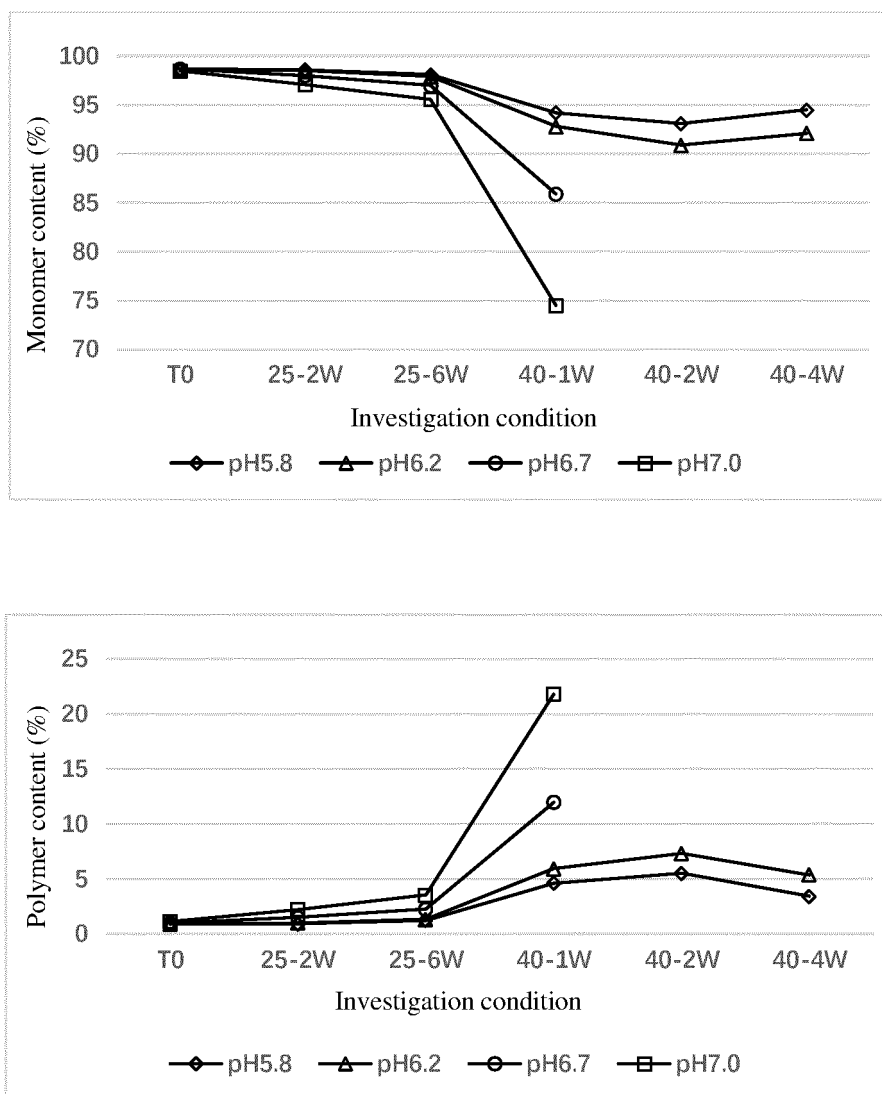 Monomer content (%)
100
95
90
85
80
75
70
T0 25-2W 25-6W 40-1W 40-2W 40-4W
Investigation condition
pH5.8 pH6.2 pH6.7 pH7.0
Polymer content (%)
25
20
15
10
5
0
T0 25-2W 25-6W 40-1W 40-2W 40-4W
Investigation condition
pH5.8 pH6.2 pH6.7 pH7.0